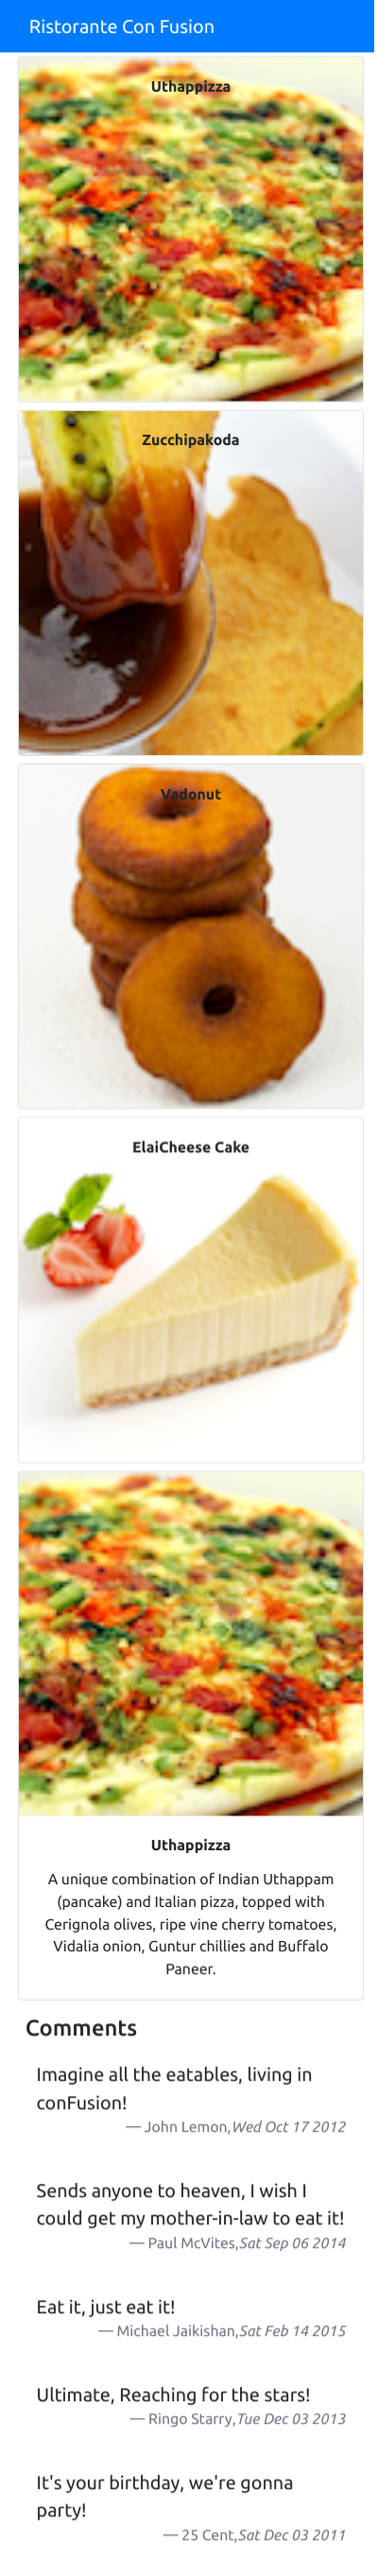 Ristorante Con Fusion
Uthappizza
Zucchipakoda
Vadonut
ElaiCheese Cake
Uthappizza
A unique combination of Indian Uthappam
(pancake) and Italian pizza, topped with
Cerignola olives, ripe vine cherry tomatoes,
Vidalia onion, Guntur chillies and Buffalo
Paneer.
Comments
Imagine all the eatables, living in
conFusion!
— John Lemon,Wed Oct 17 2012
Sends anyone to heaven, I wish I
could get my mother-in-law to eat it!
— Paul McVites,Sat Sep 06 2014
Eat it, just eat it!
— Michael Jaikishan,Sat Feb 14 2015
Ultimate, Reaching for the stars!
— Ringo Starry,Tue Dec 03 2013
It's your birthday, we're gonna
party!
— 25 Cent,Sat Dec 03 2011